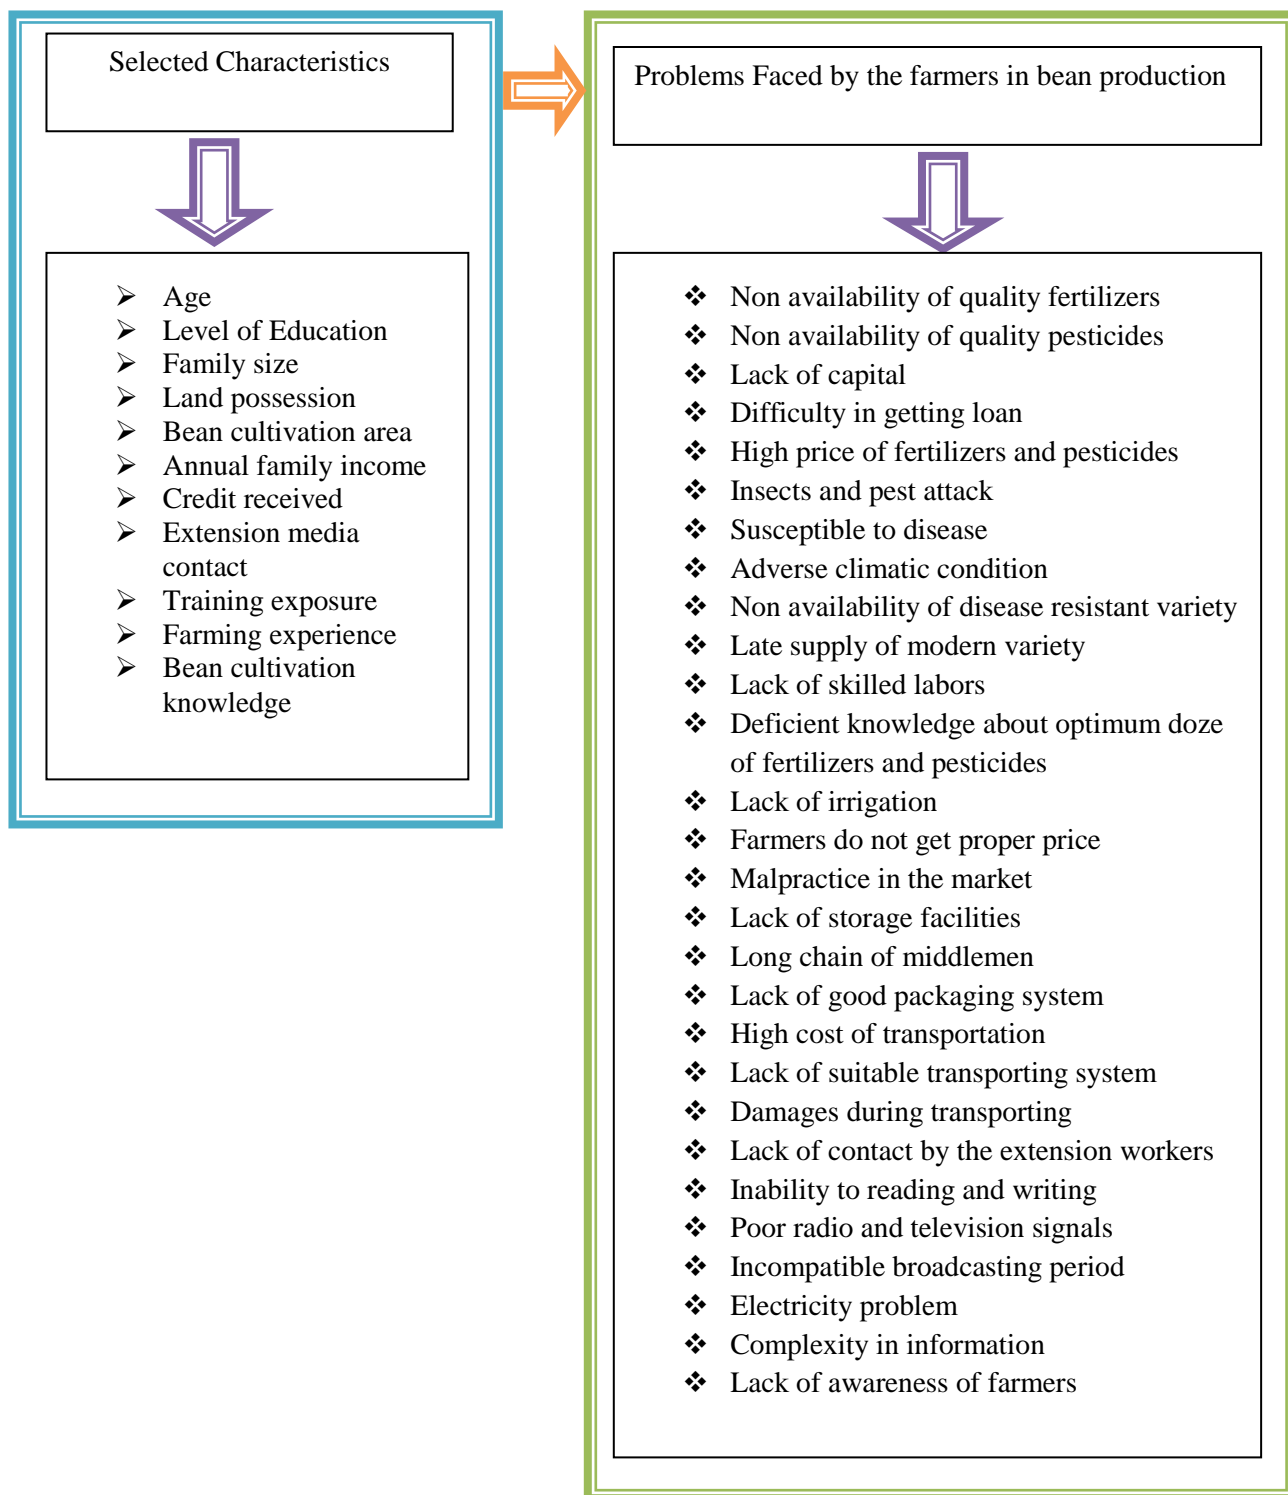 Selected Characteristics
Age
Level of Education
Family size
Land possession
Bean cultivation area
Annual family income
Credit received
Extension media
contact
Training exposure
Farming experience
Bean cultivation
knowledge
Problems Faced by the farmers in bean production
Non availability of quality fertilizers
Non availability of quality pesticides
Lack of capital
Difficulty in getting loan
High price of fertilizers and pesticides
Insects and pest attack
Susceptible to disease
Adverse climatic condition
Non availability of disease resistant variety
Late supply of modern variety
Lack of skilled labors
Deficient knowledge about optimum doze
of fertilizers and pesticides
Lack of irrigation
Farmers do not get proper price
Malpractice in the market
Lack of storage facilities
Long chain of middlemen
Lack of good packaging system
High cost of transportation
Lack of suitable transporting system
Damages during transporting
Lack of contact by the extension workers
Inability to reading and writing
Poor radio and television signals
Incompatible broadcasting period
Electricity problem
Complexity in information
Lack of awareness of farmers